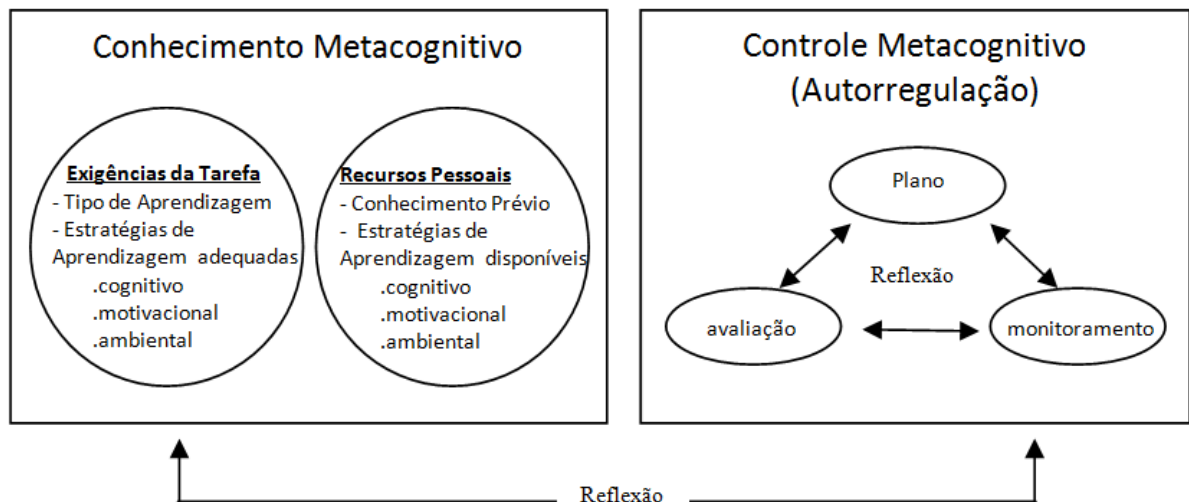 Conhecimento Metacognitivo
Exigências da Tarefa
- Tipo de Aprendizagem
- Estratégias de
Aprendizagem adequadas
.cognitivo
.motivacional
.ambiental
Recursos Pessoais
- Conhecimento Prévio
- Estratégias de
Aprendizagem disponíveis
.cognitivo
.motivacional
.ambiental
Controle Metacognitivo
(Autorregulação)
Plano
Reflexão
avaliação
monitoramento
Reflexão